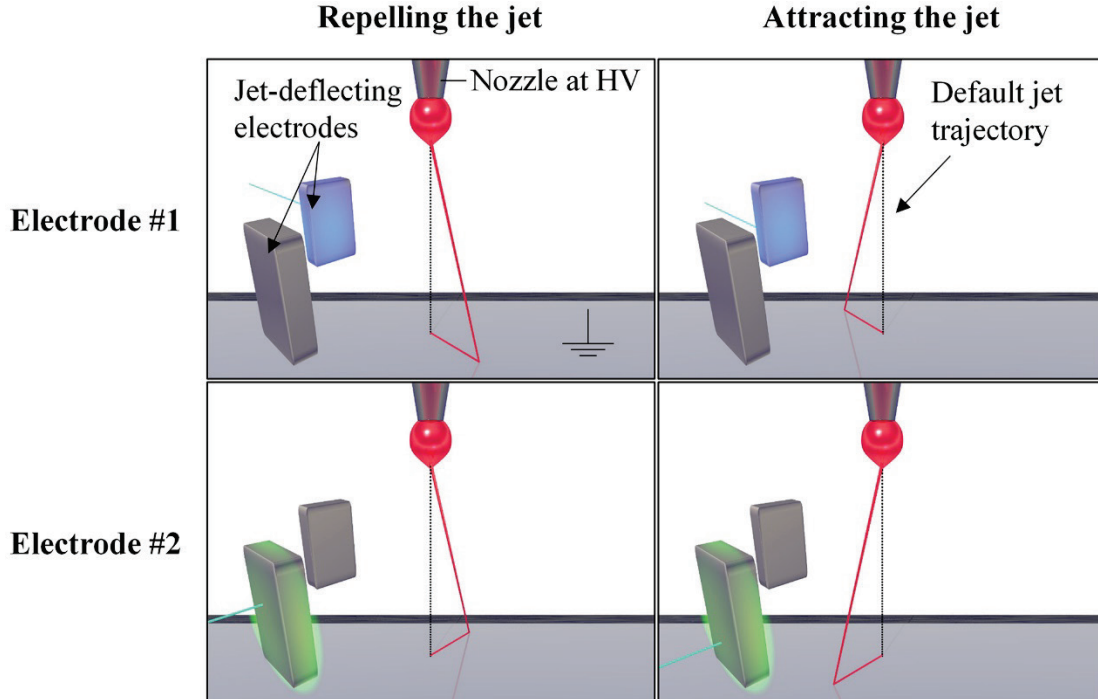 Repelling the jet
Attracting the jet
Jet-deflecting
electrodes
Nozzle at HV
Default jet
trajectory
Electrode #1
Electrode #2